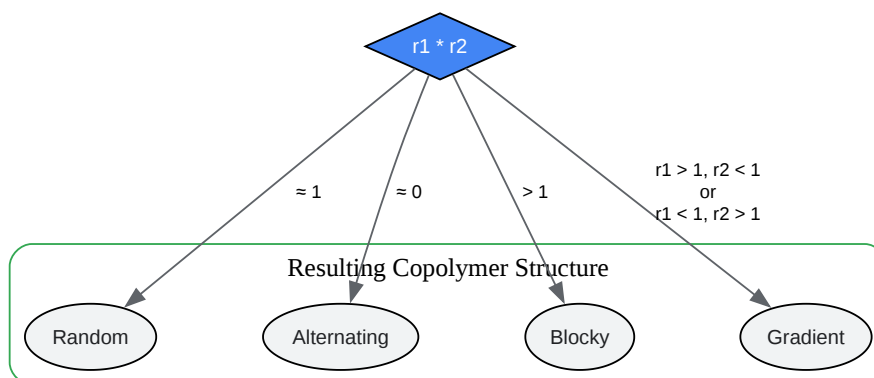 r1 * r2
≈ 1
≈ 0
> 1
r1 > 1, r2 < 1
or
r1 < 1, r2 > 1
Resulting Copolymer Structure
Random
Alternating
Blocky
Gradient